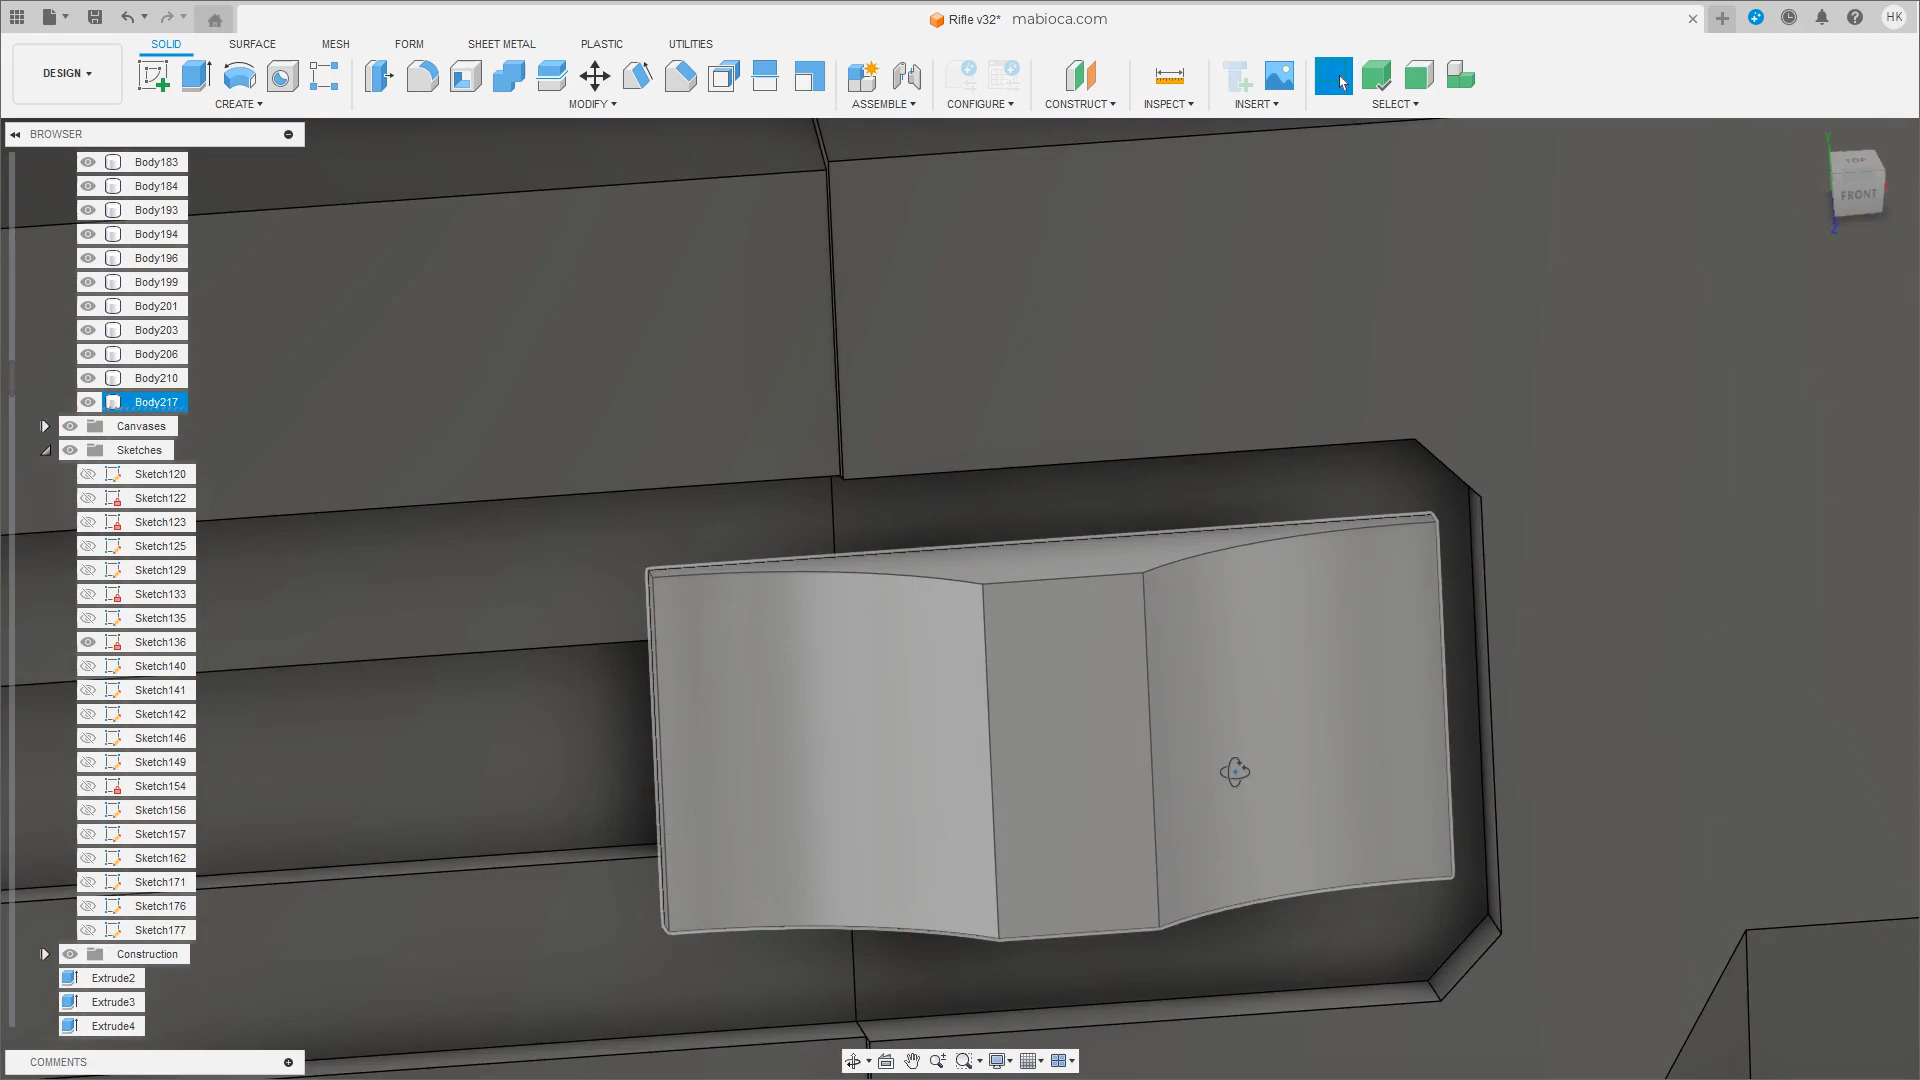 Rifle v32* mabioca.com
HK
DESIGN
SOLID SURFACE MESH FORM SHEET METAL PLASTIC UTILITIES
CREATE MODIFY ASSEMBLE CONFIGURE CONSTRUCT INSPECT INSERT SELECT
BROWSER
TOP
FRONT
Y
Z
Body183
Body184
Body193
Body194
Body196
Body199
Body201
Body203
Body206
Body210
Body217
Canvases
Sketches
Sketch120
Sketch122
Sketch123
Sketch125
Sketch129
Sketch133
Sketch135
Sketch136
Sketch140
Sketch141
Sketch142
Sketch146
Sketch149
Sketch154
Sketch156
Sketch157
Sketch162
Sketch171
Sketch176
Sketch177
Construction
Extrude2
Extrude3
Extrude4
COMMENTS